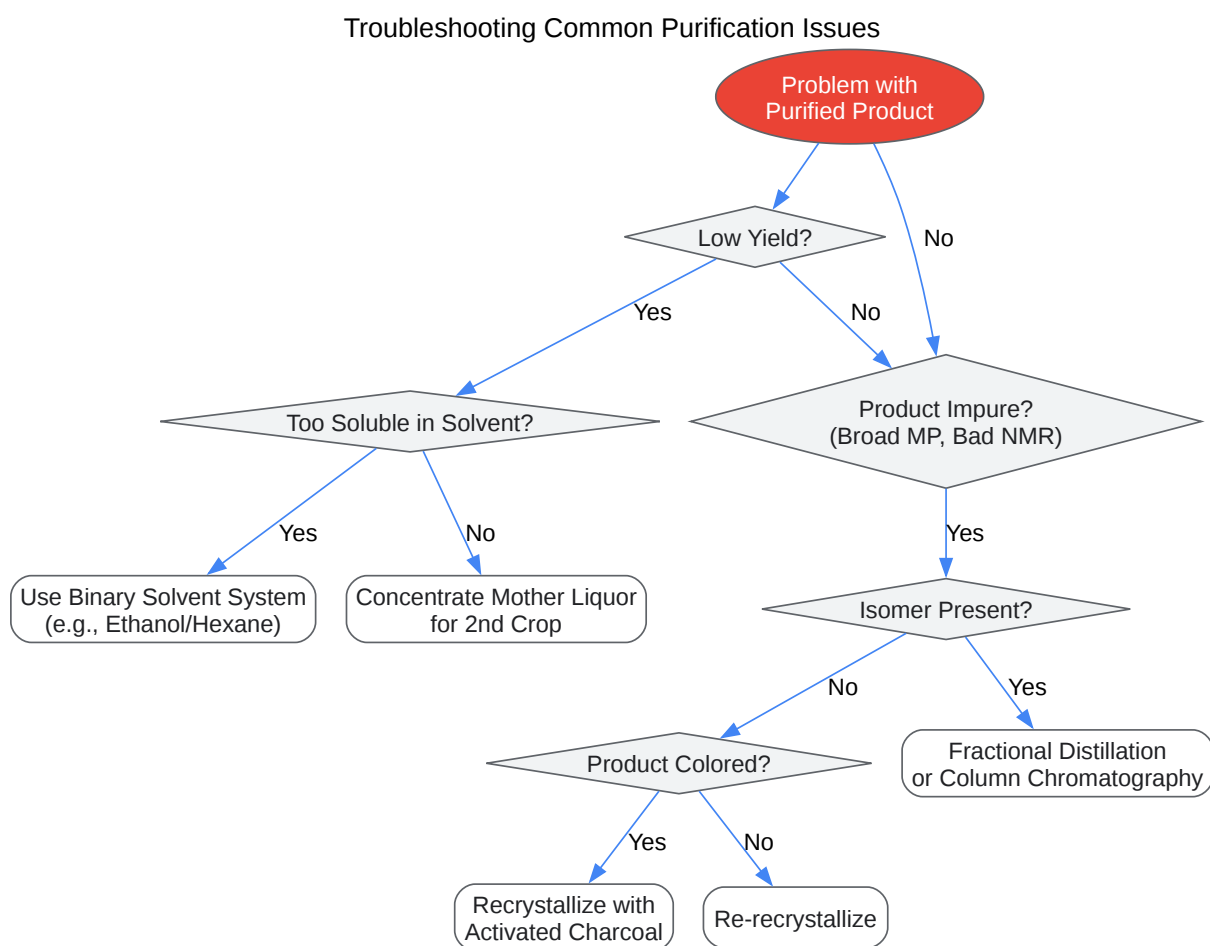 Troubleshooting Common Purification Issues
Problem with
Purified Product
Low Yield?
No
Yes
No
Too Soluble in Solvent?
Product Impure?
(Broad MP, Bad NMR)
Yes
No
Yes
Use Binary Solvent System
(e.g., Ethanol/Hexane)
Concentrate Mother Liquor
for 2nd Crop
Isomer Present?
No
Yes
Product Colored?
Fractional Distillation
or Column Chromatography
Yes
No
Recrystallize with
Activated Charcoal
Re-recrystallize